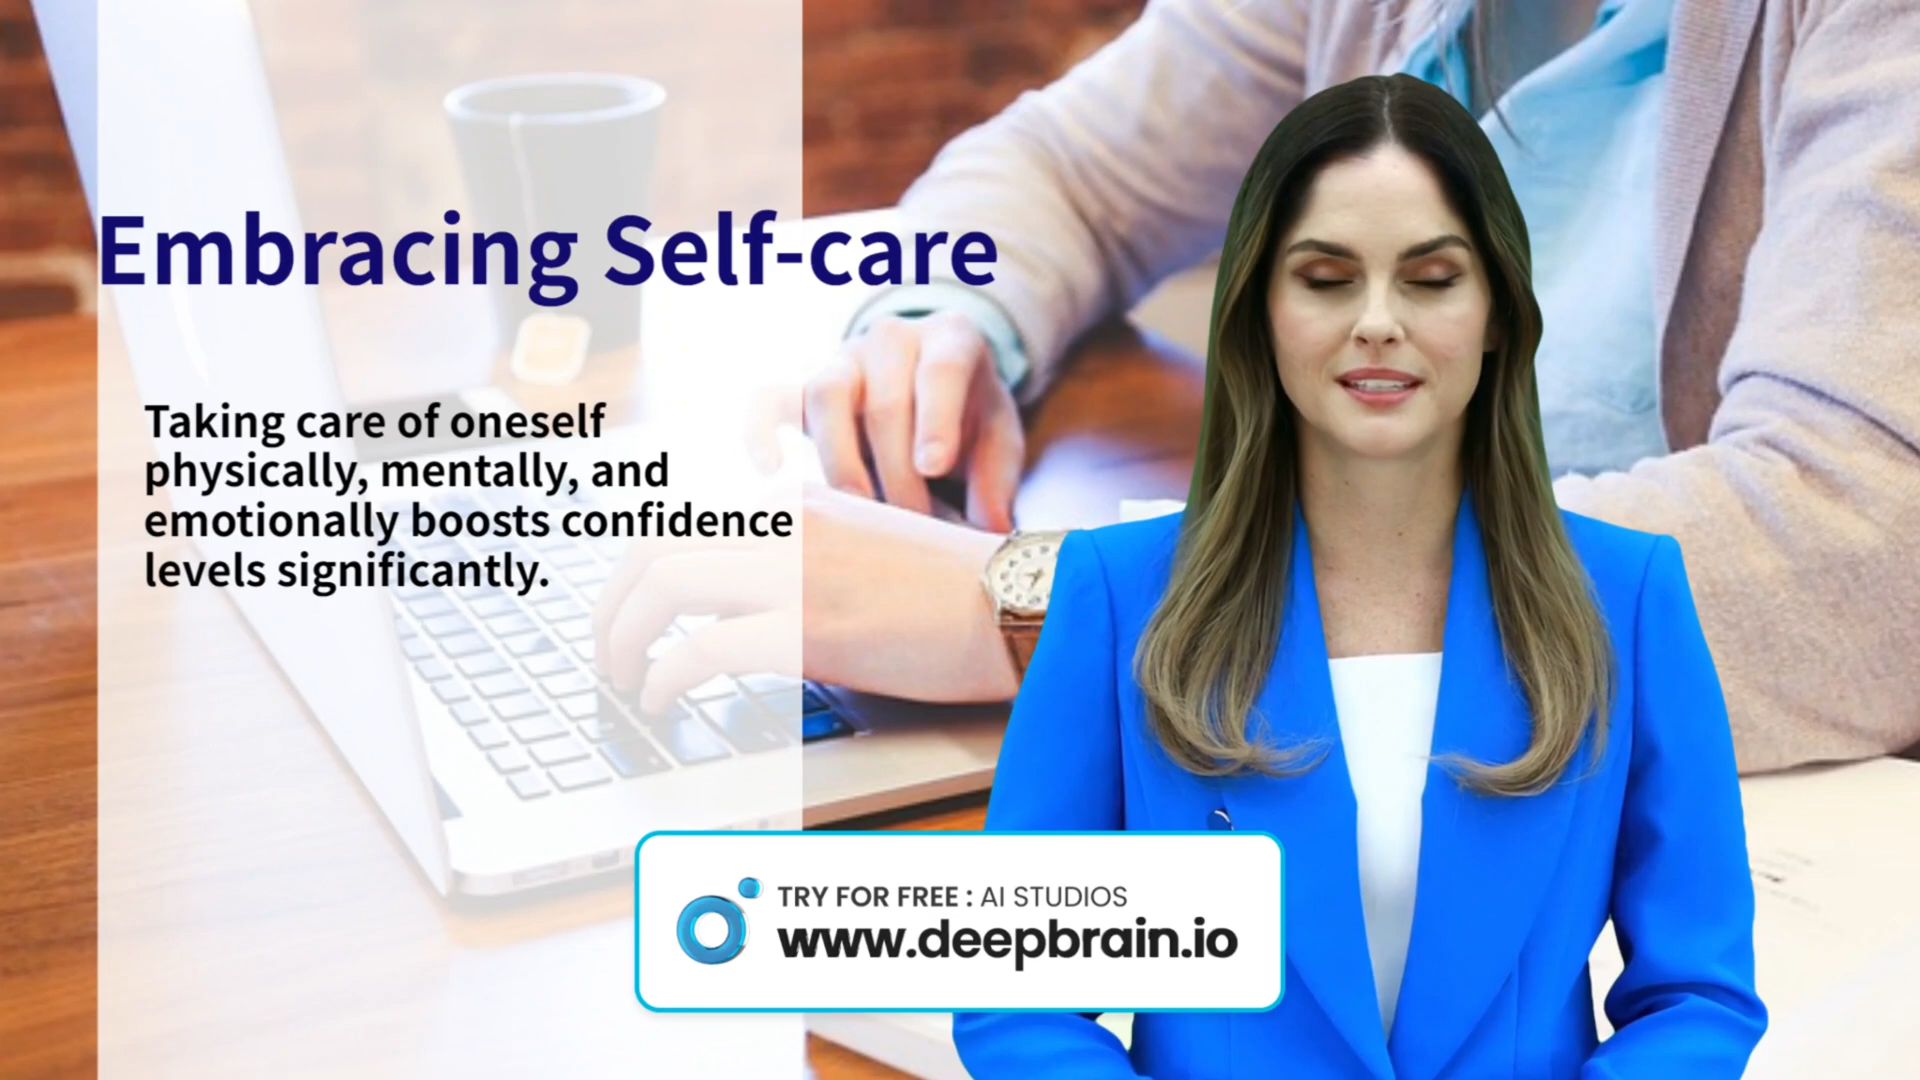 Embracing Self-care
Taking care of oneself
physically, mentally, and
emotionally boosts confidence
levels significantly.
TRY FOR FREE : AI STUDIOS
www.deepbrain.io